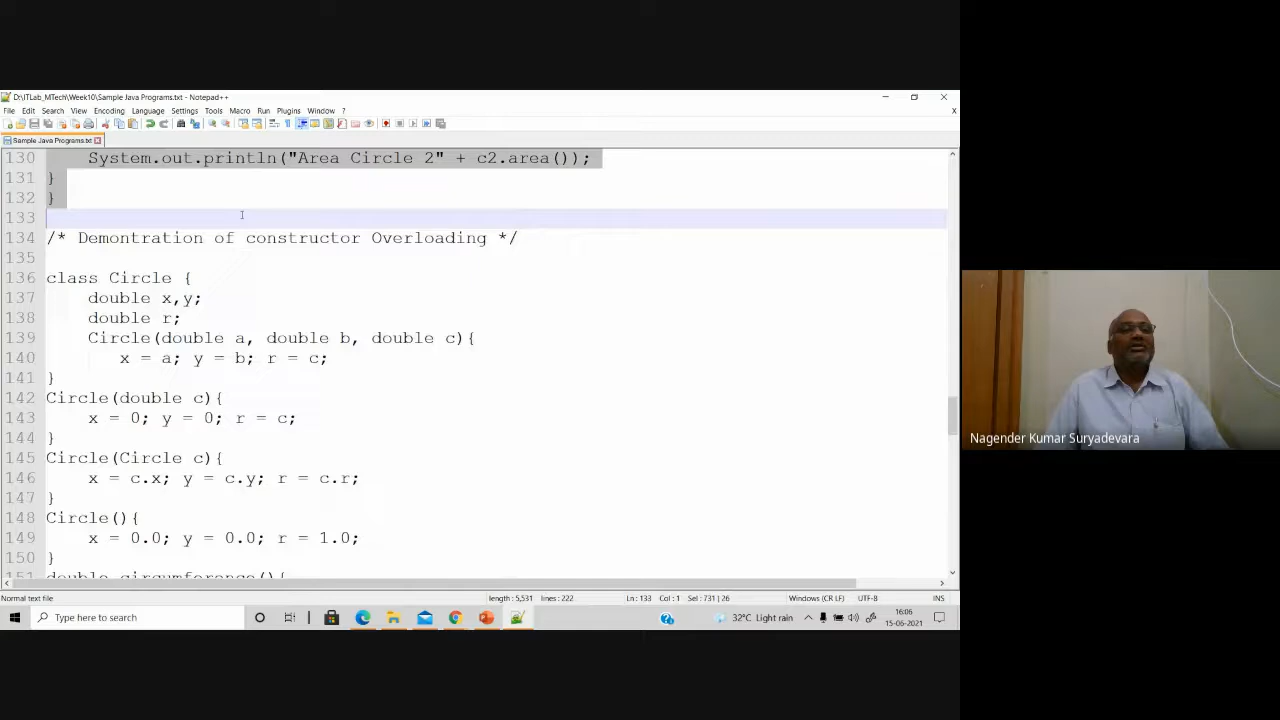 D:\ITLab_MTech\Week10\Sample Java Programs.txt - Notepad++
File Edit Search View Encoding Language Settings Tools Macro Run Plugins Window ? X
Sample Java Programs.txt
130 System.out.println("Area Circle 2" + c2.area());
131 }
132 }
133
134 /* Demontration of constructor Overloading */
135
136 class Circle {
137 double x,y;
138 double r;
139 Circle(double a, double b, double c){
140 x = a; y = b; r = c;
141 }
142 Circle(double c){
143 x = 0; y = 0; r = c;
144 }
145 Circle(Circle c){
146 x = c.x; y = c.y; r = c.r;
147 }
148 Circle(){
149 x = 0.0; y = 0.0; r = 1.0;
150 }
151 double circumference(){
Normal text file length : 5,531 lines : 222 Ln : 133 Col : 1 Sel : 731 | 26 Windows (CR LF) UTF-8 INS
Type here to search 32°C Light rain 16:06
15-06-2021
Nagender Kumar Suryadevara